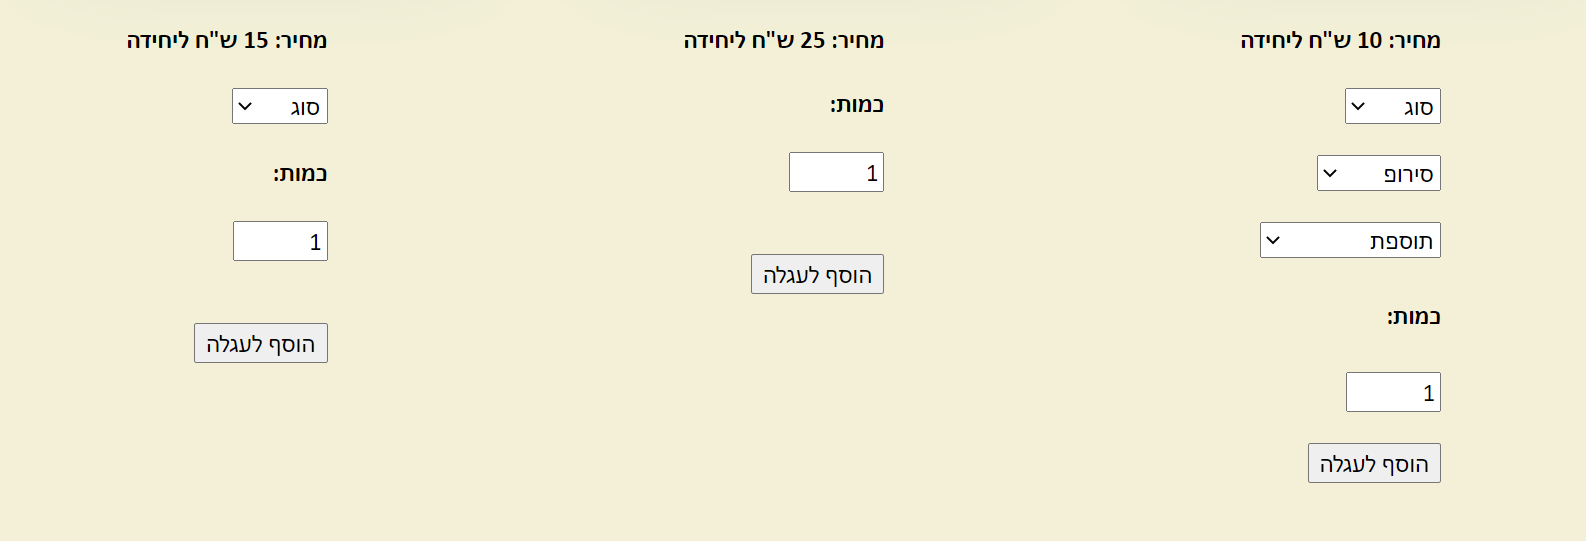 מחיר: 10 ש"ח ליחידה
סוג
סירופ
תוספת
כמות:
1
הוסף לעגלה
מחיר: 25 ש"ח ליחידה
כמות:
1
הוסף לעגלה
מחיר: 15 ש"ח ליחידה
סוג
כמות:
1
הוסף לעגלה